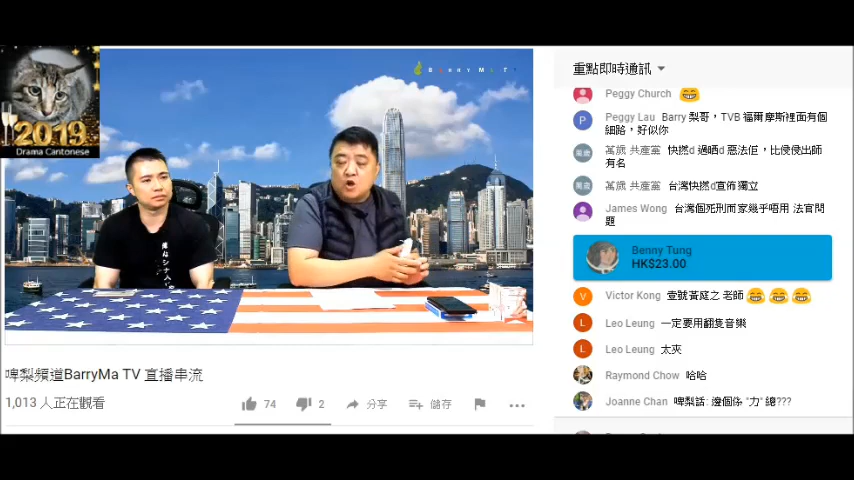 2019
Drama Cantonese
BARRYMA T
重點即時通訊
Peggy Church
Peggy Lau Barry 梨哥，TVB 福爾摩斯裡面有個
細路，好似你
萬歲 共產黨 快撚d 過晒d 惡法佢，比侵侵出師
有名
萬歲 共產黨 台灣快撚d宣佈獨立
James Wong 台灣個死刑而家幾乎唔用 法官問
題
Benny Tung
HK$23.00
Victor Kong 壹號黃庭之 老師
Leo Leung 一定要用翻隻音樂
Leo Leung 太夾
Raymond Chow 哈哈
Joanne Chan 啤梨話: 邊個係 "力" 總???
啤梨頻道BarryMa TV 直播串流
1,013 人正在觀看
74
2
分享
儲存